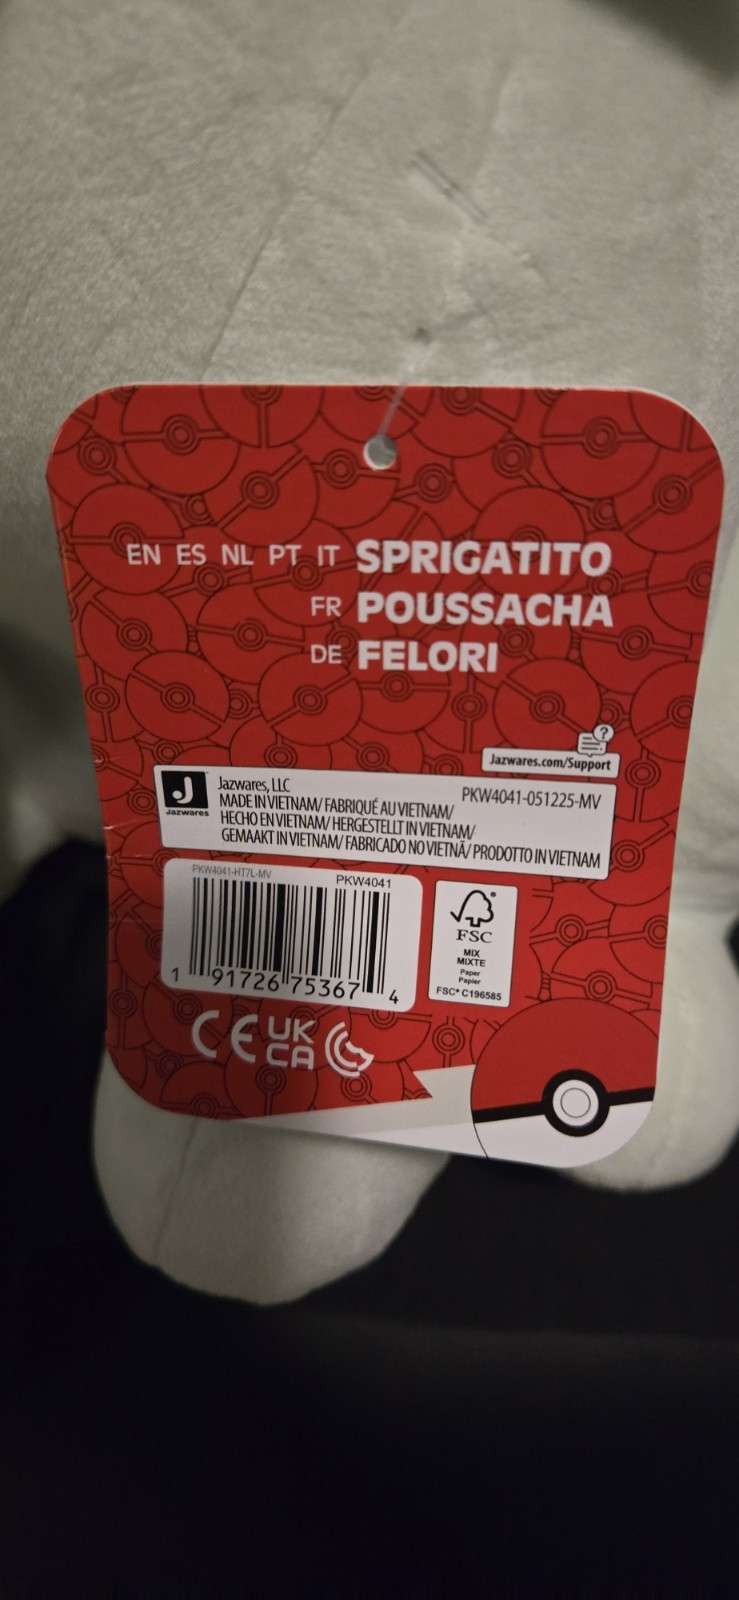 EN ES NL PT IT SPRIGATITO
FR POUSSACHA
DE FELORI
?
Jazwares.com/Support
J
Jazwares
Jazwares, LLC
PKW4041-051225-MV
MADE IN VIETNAM/ FABRIQUÉ AU VIETNAM/
HECHO EN VIETNAM/ HERGESTELLT IN VIETNAM/
GEMAAKT IN VIETNAM/ FABRICADO NO VIETNÃ/ PRODOTTO IN VIETNAM
PKW4041-HT7L-MV
PKW4041
1 91726 75367 4
FSC®
MIX
MIXTE
Paper
Papier
FSC® C196585
CE UK
CA